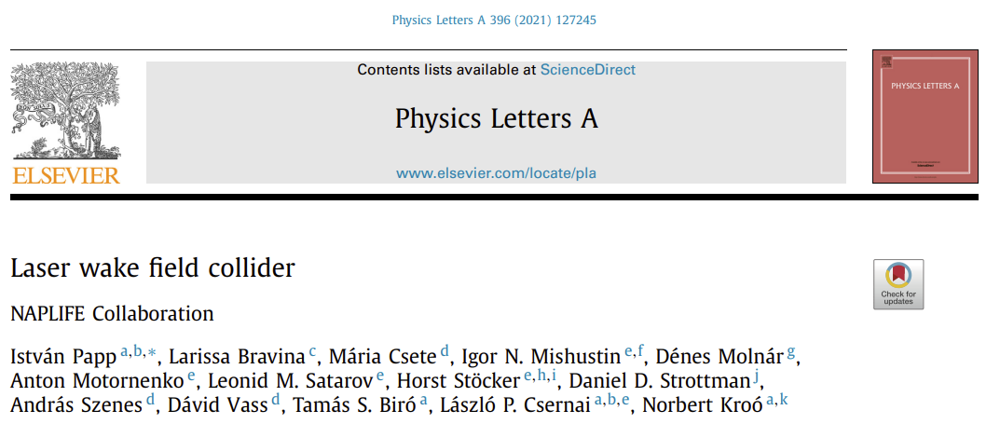 Physics Letters A 396 (2021) 127245
Contents lists available at ScienceDirect
Physics Letters A
www.elsevier.com/locate/pla
ELSEVIER
PHYSICS LETTERS A
Laser wake field collider
Check for
updates
NAPLIFE Collaboration
István Papp a,b,*, Larissa Bravina c, Mária Csete d, Igor N. Mishustin e,f, Dénes Molnár g,
Anton Motornenko e, Leonid M. Satarov e, Horst Stöcker e,h,i, Daniel D. Strottman j,
András Szenes d, Dávid Vass d, Tamás S. Biró a, László P. Csernai a,b,e, Norbert Kroó a,k